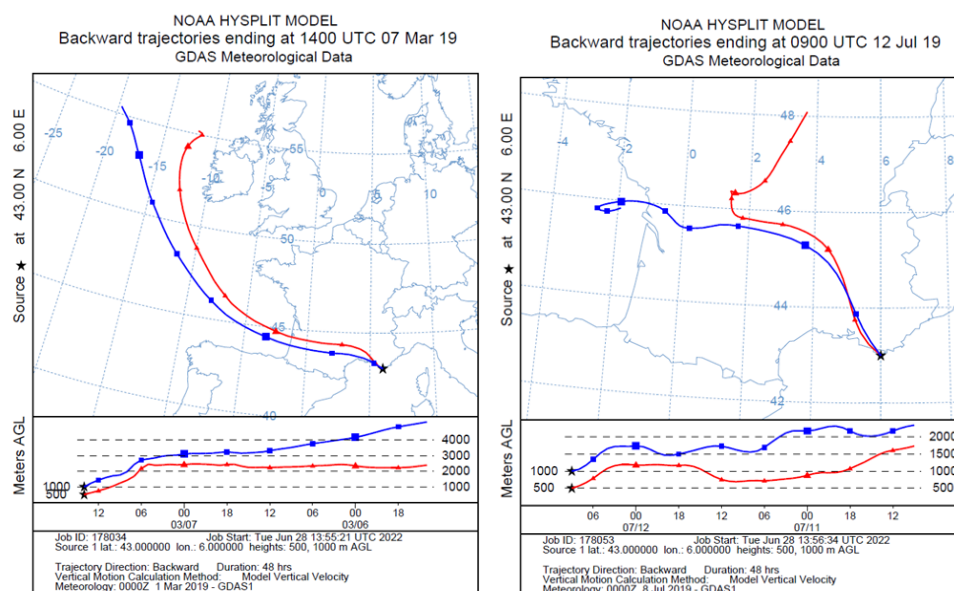 NOAA HYSPLIT MODEL
Backward trajectories ending at 1400 UTC 07 Mar 19
GDAS Meteorological Data
Source ★ at 43.00 N 6.00 E
-25
-20
-15
-10
-5
0
5
10
55
50
45
40
Meters AGL
1000
500
4000
3000
2000
1000
12 06 00 18 12 06 00 18
03/07 03/06
Job ID: 178034 Job Start: Tue Jun 28 13:55:21 UTC 2022
Source 1 lat.: 43.000000 lon.: 6.000000 heights: 500, 1000 m AGL
Trajectory Direction: Backward Duration: 48 hrs
Vertical Motion Calculation Method: Model Vertical Velocity
Meteorology: 0000Z 1 Mar 2019 - GDAS1
NOAA HYSPLIT MODEL
Backward trajectories ending at 0900 UTC 12 Jul 19
GDAS Meteorological Data
Source ★ at 43.00 N 6.00 E
-4
-2
0
2
4
6
8
48
46
44
42
Meters AGL
1000
500
2000
1500
1000
500
06 00 18 12 06 00 18 12
07/12 07/11
Job ID: 178053 Job Start: Tue Jun 28 13:56:34 UTC 2022
Source 1 lat.: 43.000000 lon.: 6.000000 heights: 500, 1000 m AGL
Trajectory Direction: Backward Duration: 48 hrs
Vertical Motion Calculation Method: Model Vertical Velocity
Meteorology: 0000Z 8 Jul 2019 - GDAS1